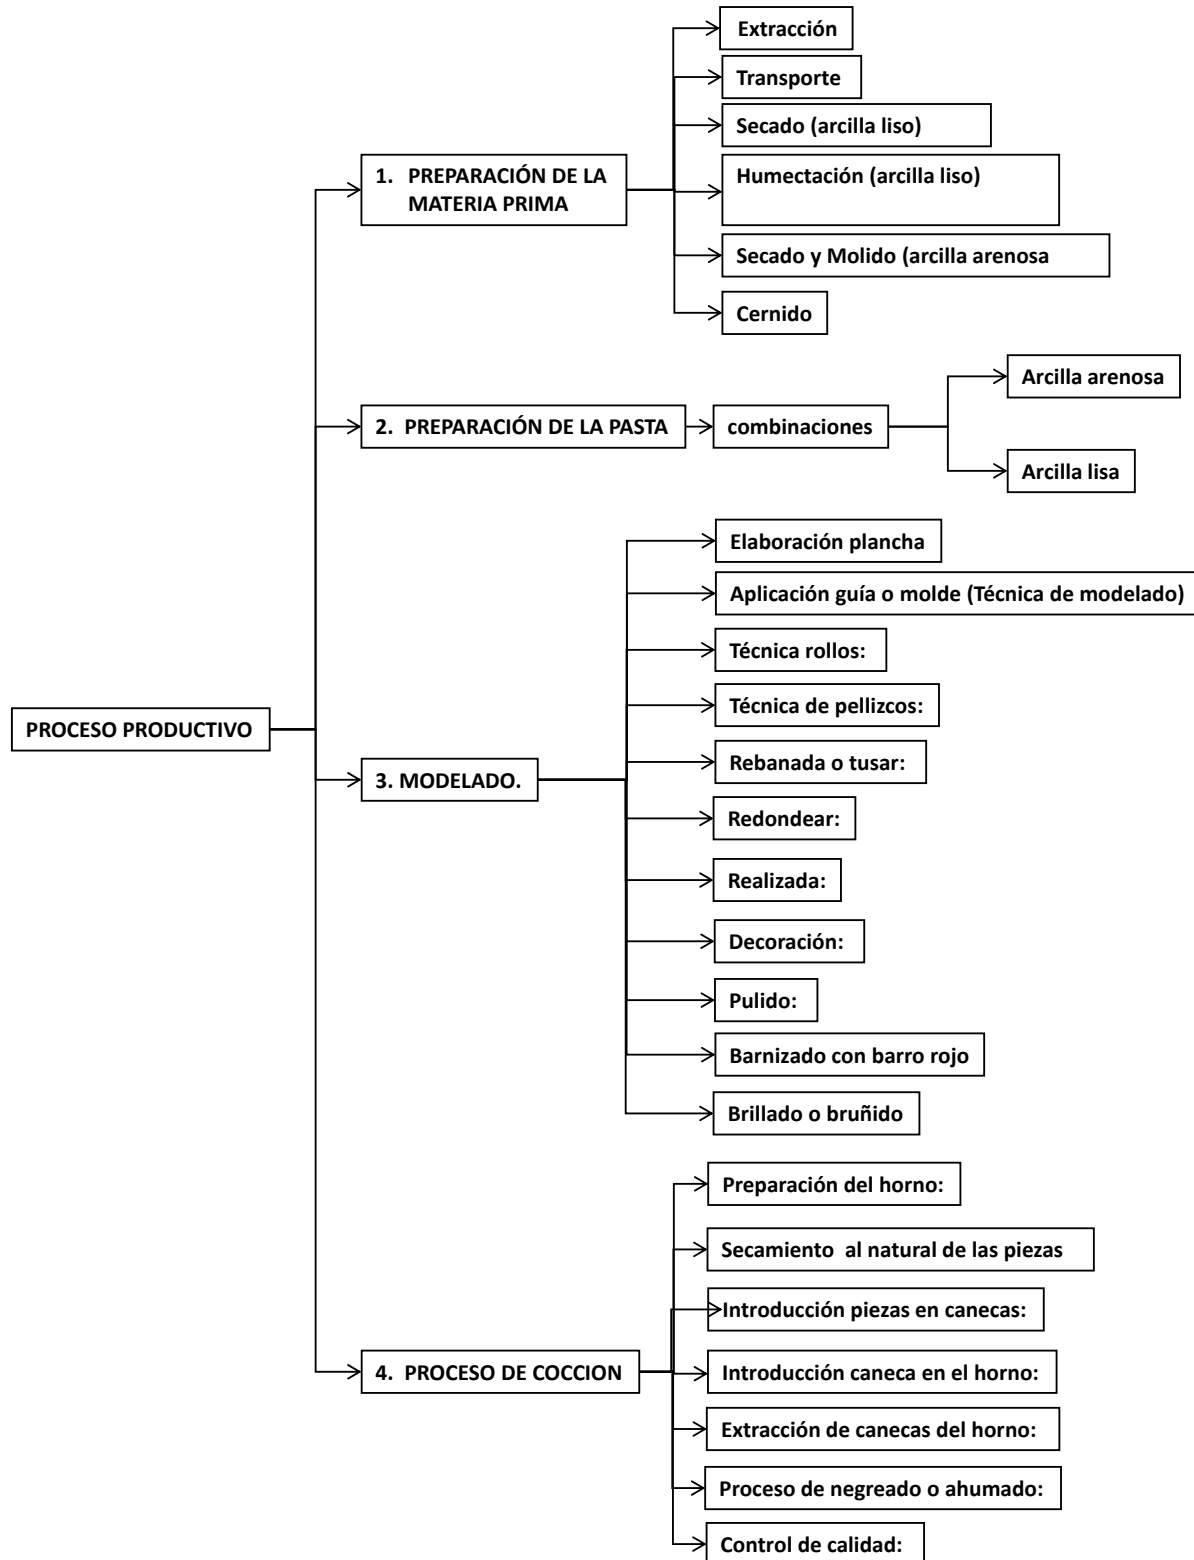 Extracción
Transporte
Secado (arcilla liso)
1. PREPARACIÓN DE LA
MATERIA PRIMA
Humectación (arcilla liso)
Secado y Molido (arcilla arenosa
Cernido
2. PREPARACIÓN DE LA PASTA
combinaciones
Arcilla arenosa
Arcilla lisa
PROCESO PRODUCTIVO
3. MODELADO.
Elaboración plancha
Aplicación guía o molde (Técnica de modelado)
Técnica rollos:
Técnica de pellizcos:
Rebanada o tusar:
Redondear:
Realizada:
Decoración:
Pulido:
Barnizado con barro rojo
Brillado o bruñido
4. PROCESO DE COCCION
Preparación del horno:
Secamiento al natural de las piezas
Introducción piezas en canecas:
Introducción caneca en el horno:
Extracción de canecas del horno:
Proceso de negreado o ahumado:
Control de calidad: